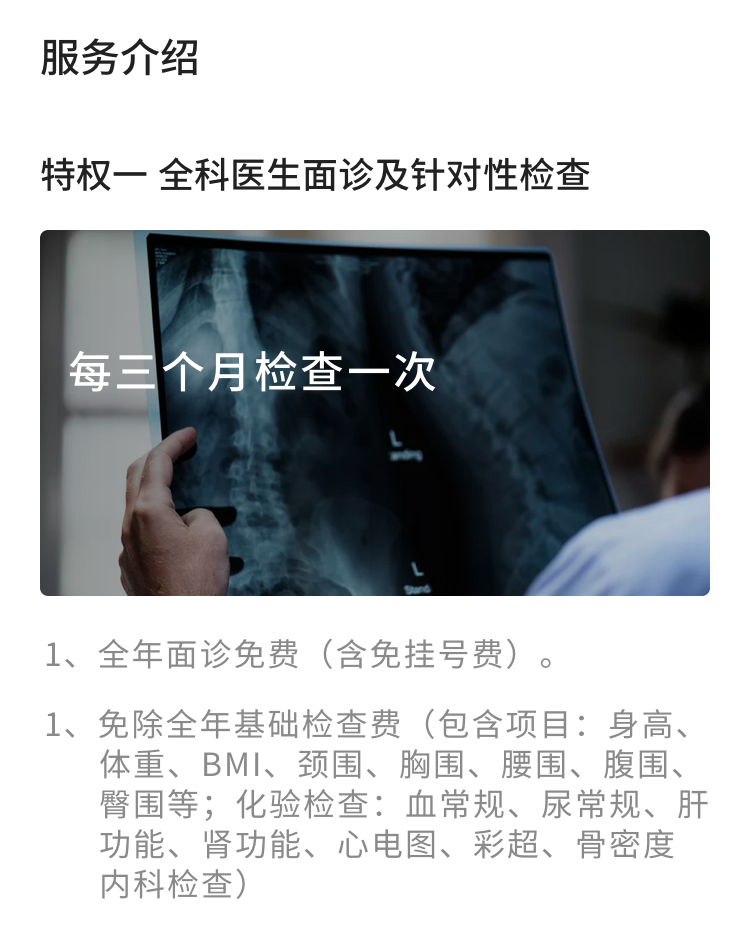 服务介绍
特权一 全科医生面诊及针对性检查
每三个月检查一次
L
L
Stand
1、全年面诊免费（含免挂号费）。
1、免除全年基础检查费（包含项目：身高、
体重、BMI、颈围、胸围、腰围、腹围、
臀围等；化验检查：血常规、尿常规、肝
功能、肾功能、心电图、彩超、骨密度
内科检查）